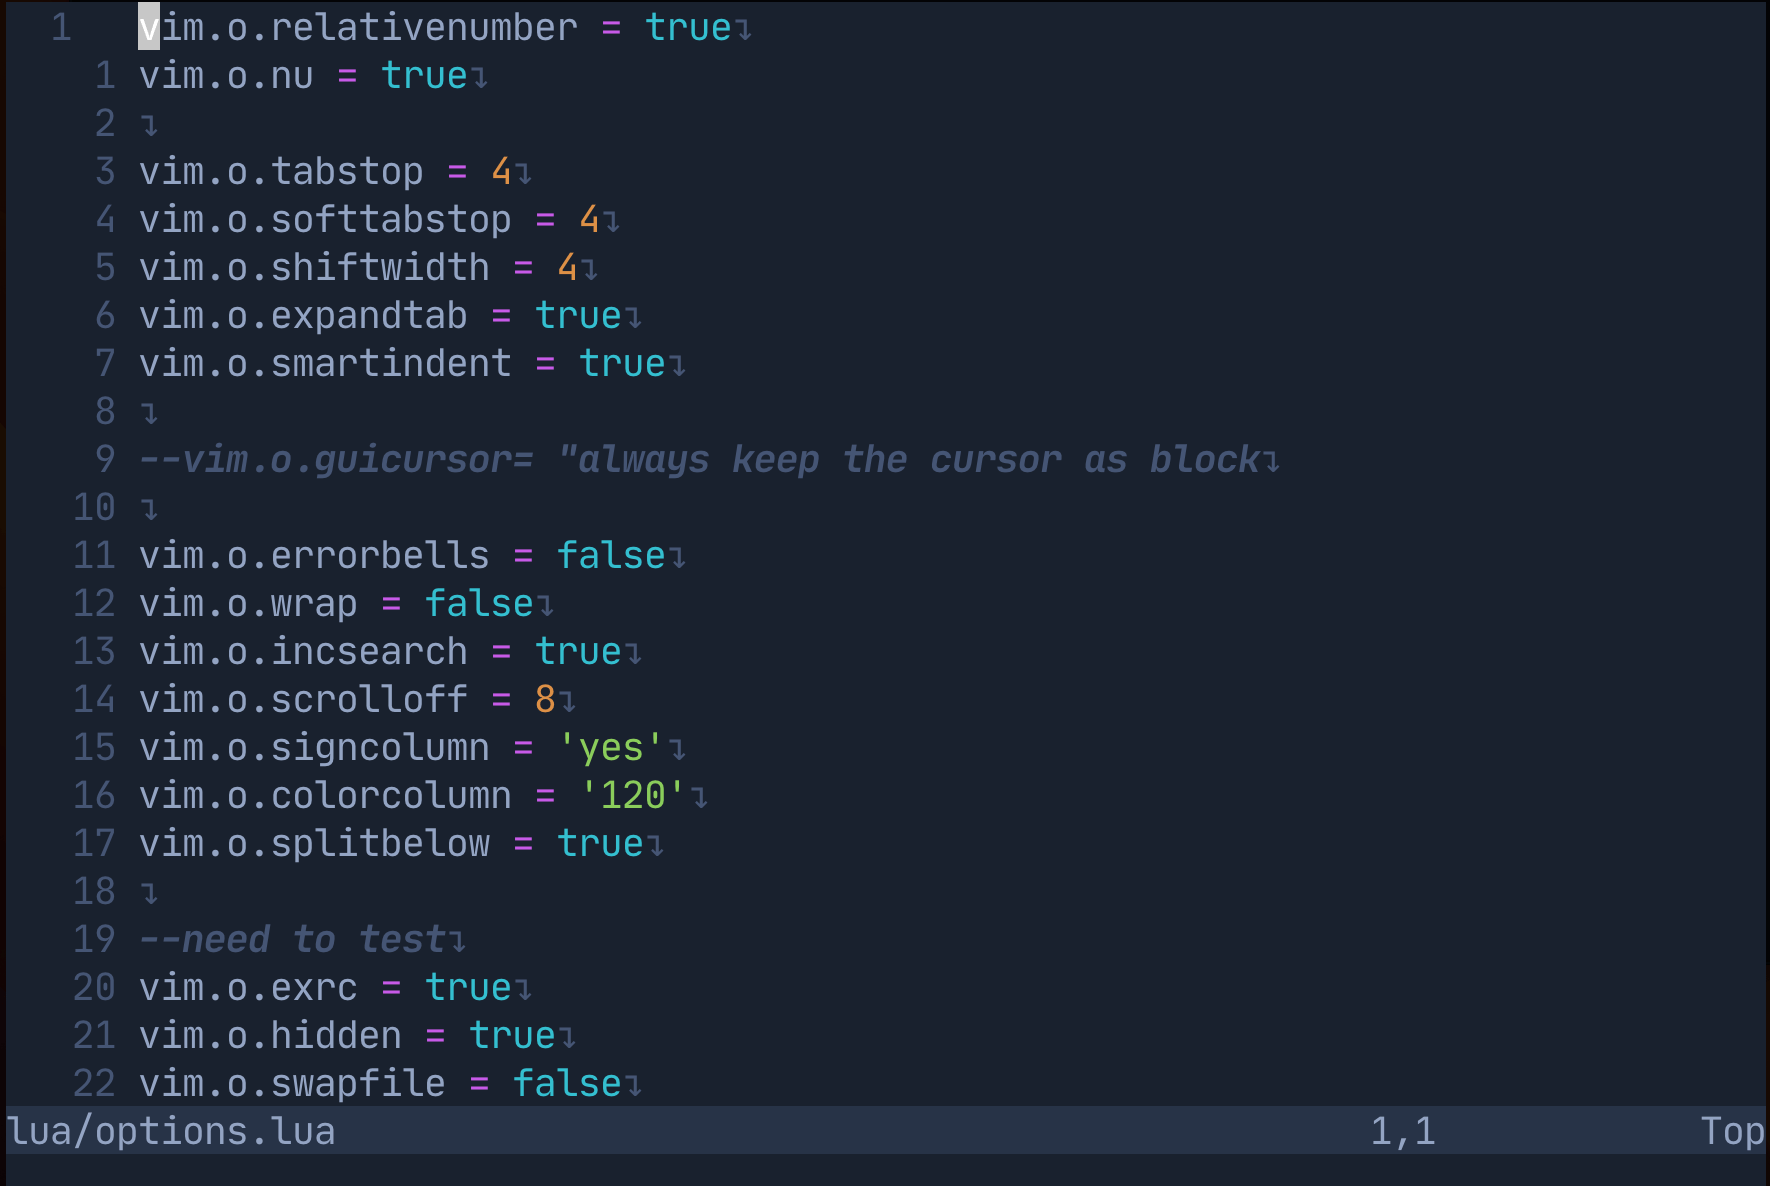 1   vim.o.relativenumber = true↴
  1 vim.o.nu = true↴
  2 ↴
  3 vim.o.tabstop = 4↴
  4 vim.o.softtabstop = 4↴
  5 vim.o.shiftwidth = 4↴
  6 vim.o.expandtab = true↴
  7 vim.o.smartindent = true↴
  8 ↴
  9 --vim.o.guicursor= "always keep the cursor as block↴
 10 ↴
 11 vim.o.errorbells = false↴
 12 vim.o.wrap = false↴
 13 vim.o.incsearch = true↴
 14 vim.o.scrolloff = 8↴
 15 vim.o.signcolumn = 'yes'↴
 16 vim.o.colorcolumn = '120'↴
 17 vim.o.splitbelow = true↴
 18 ↴
 19 --need to test↴
 20 vim.o.exrc = true↴
 21 vim.o.hidden = true↴
 22 vim.o.swapfile = false↴
lua/options.lua 1,1 Top